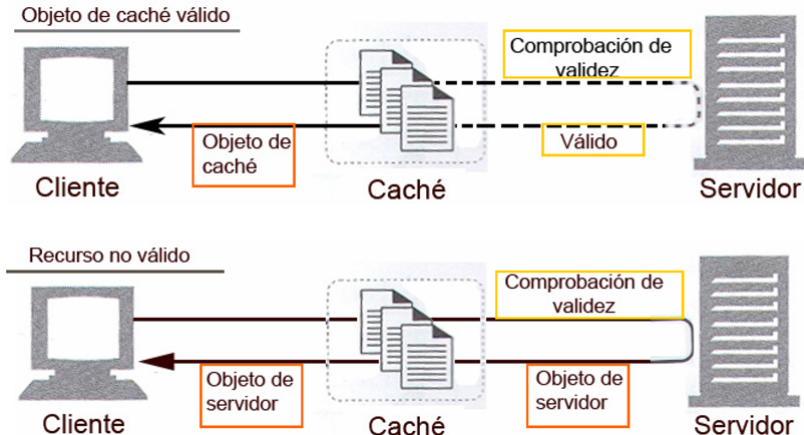 Objeto de caché válido
Comprobación de
validez
Objeto de
caché
Válido
Cliente
Caché
Servidor
Recurso no válido
Comprobación de
validez
Objeto de
servidor
Objeto de
servidor
Cliente
Caché
Servidor